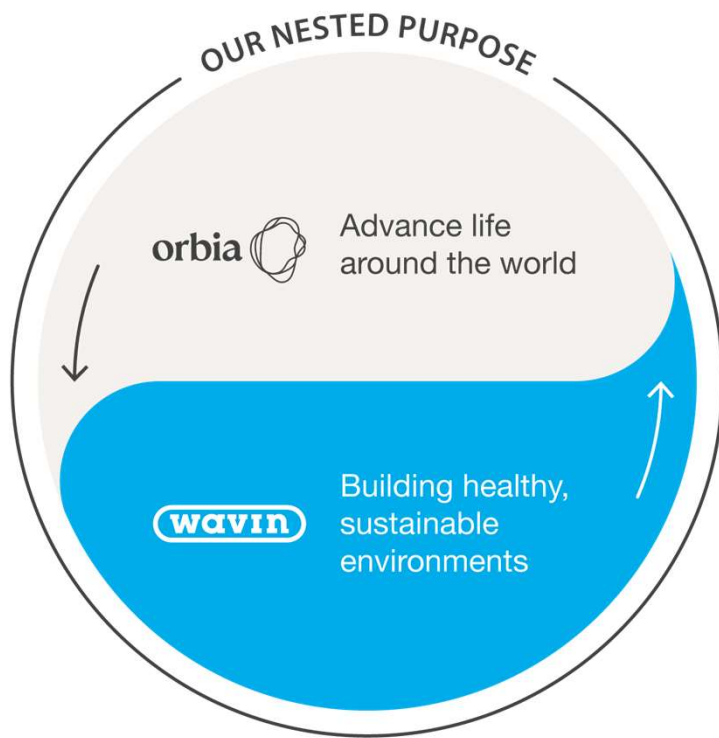 OUR NESTED PURPOSE
orbia
Advance life
around the world
wavin
Building healthy,
sustainable
environments